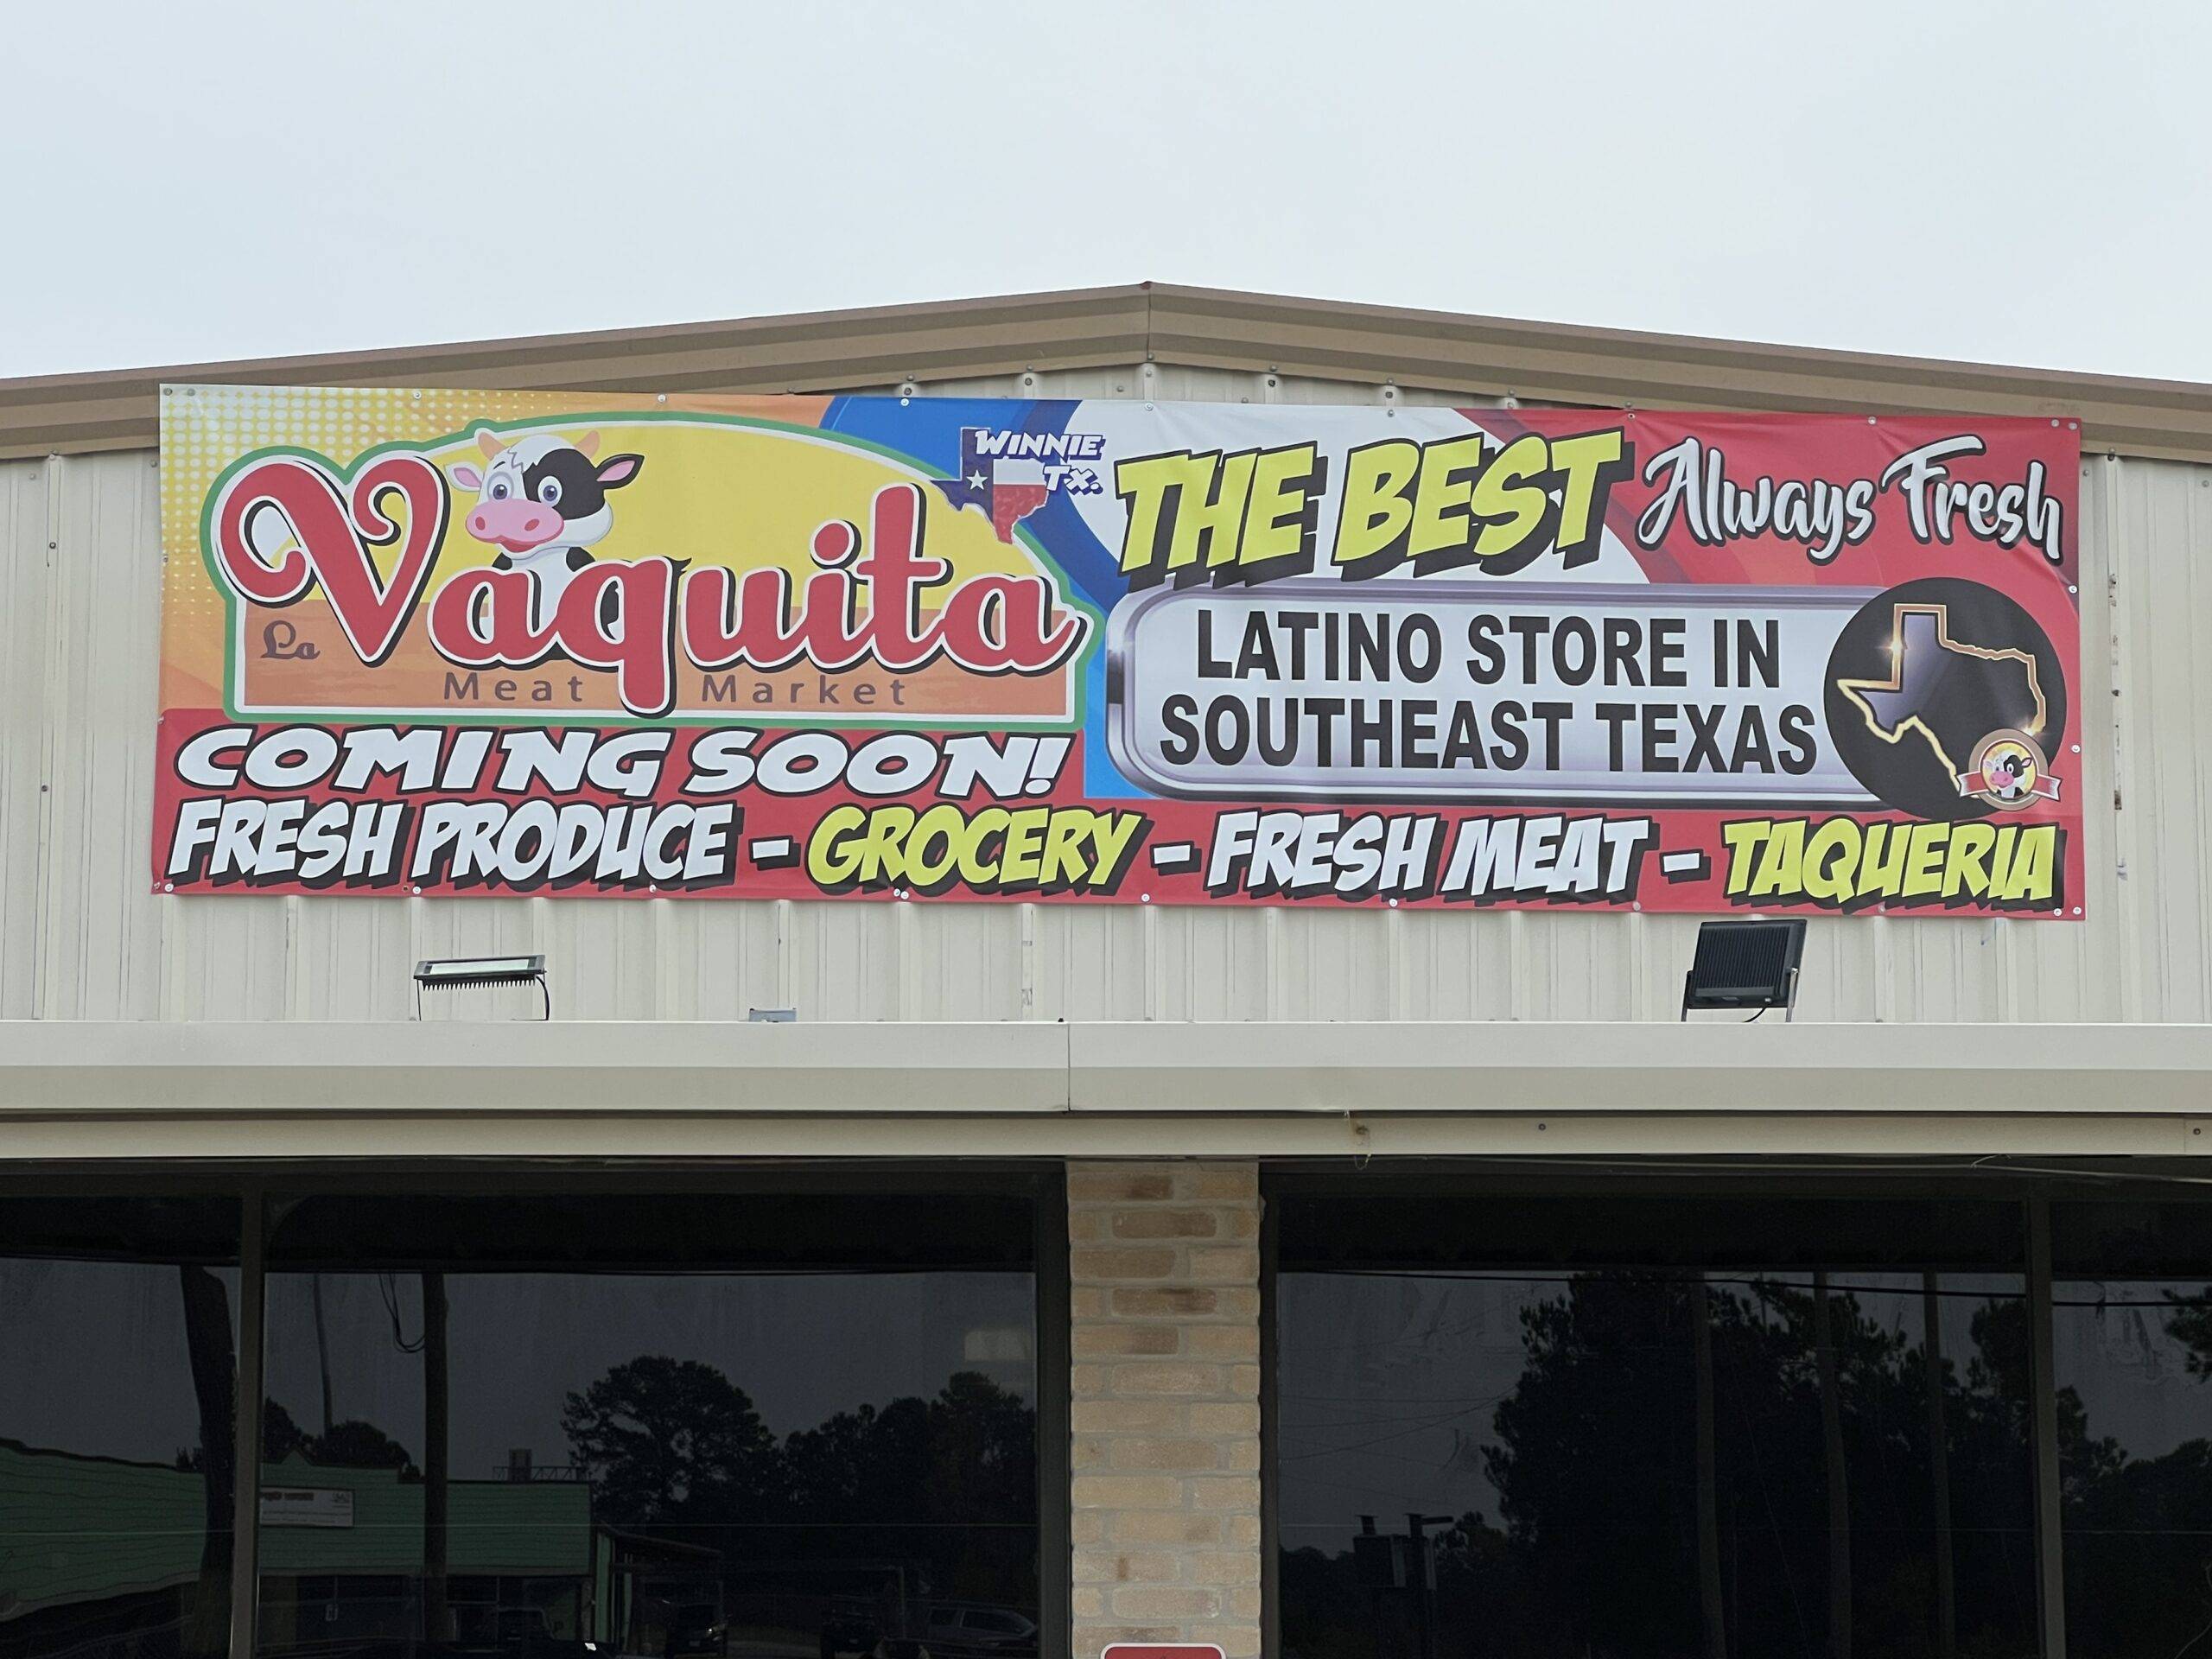 La Vaquita
Meat Market
WINNIE
TX.
THE BEST
Always Fresh
LATINO STORE IN
SOUTHEAST TEXAS
COMING SOON!
FRESH PRODUCE - GROCERY - FRESH MEAT - TAQUERIA